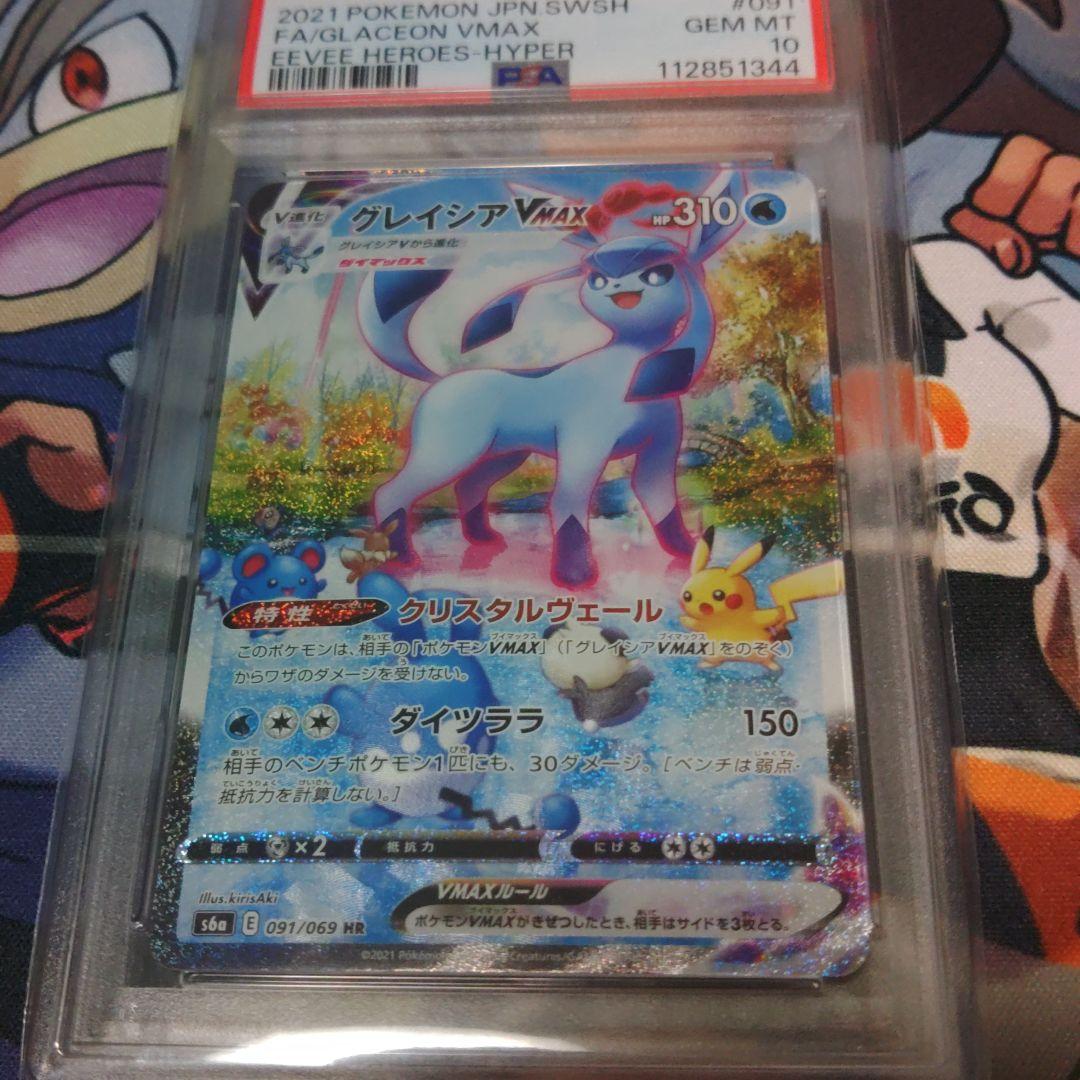 2021 POKEMON JPN.SWSH #091
FA/GLACEON VMAX GEM MT
EEVEE HEROES-HYPER 10
PSA 112851344
V進化 グレイシアVMAX HP310
グレイシアVから進化
ダイマックス
特性 とくせい クリスタルヴェール
このポケモンは、相手の「ポケモンVMAX」(「グレイシアVMAX」をのぞく)
からワザのダメージを受けない。
ダイツララ 150
相手のベンチポケモン1匹にも、30ダメージ。[ベンチは弱点・
抵抗力を計算しない。]
弱点 ×2 抵抗力 にげる
Illus.kirisAki
VMAXルール
s6a E 091/069 HR
ポケモンVMAXがきぜつしたとき、相手はサイドを3枚とる。
©2021 Pokémon